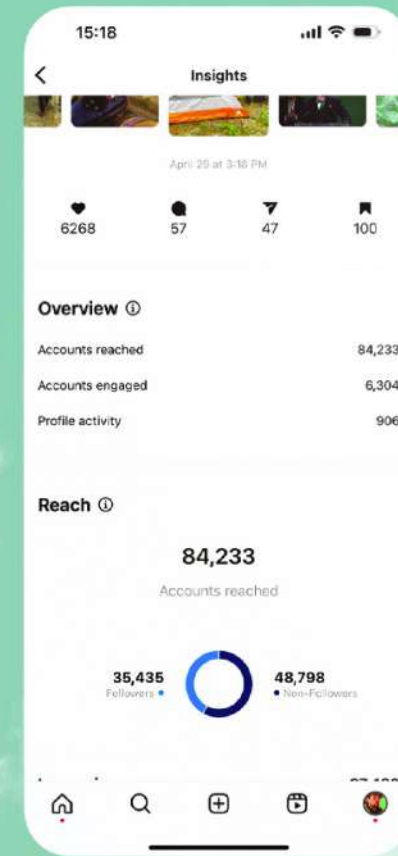 15:18
Insights
April 29 at 3:18 PM
6268 57 47 100
Overview
Accounts reached 84,233
Accounts engaged 6,304
Profile activity 906
Reach
84,233
Accounts reached
35,435 48,798
Followers Non-Followers